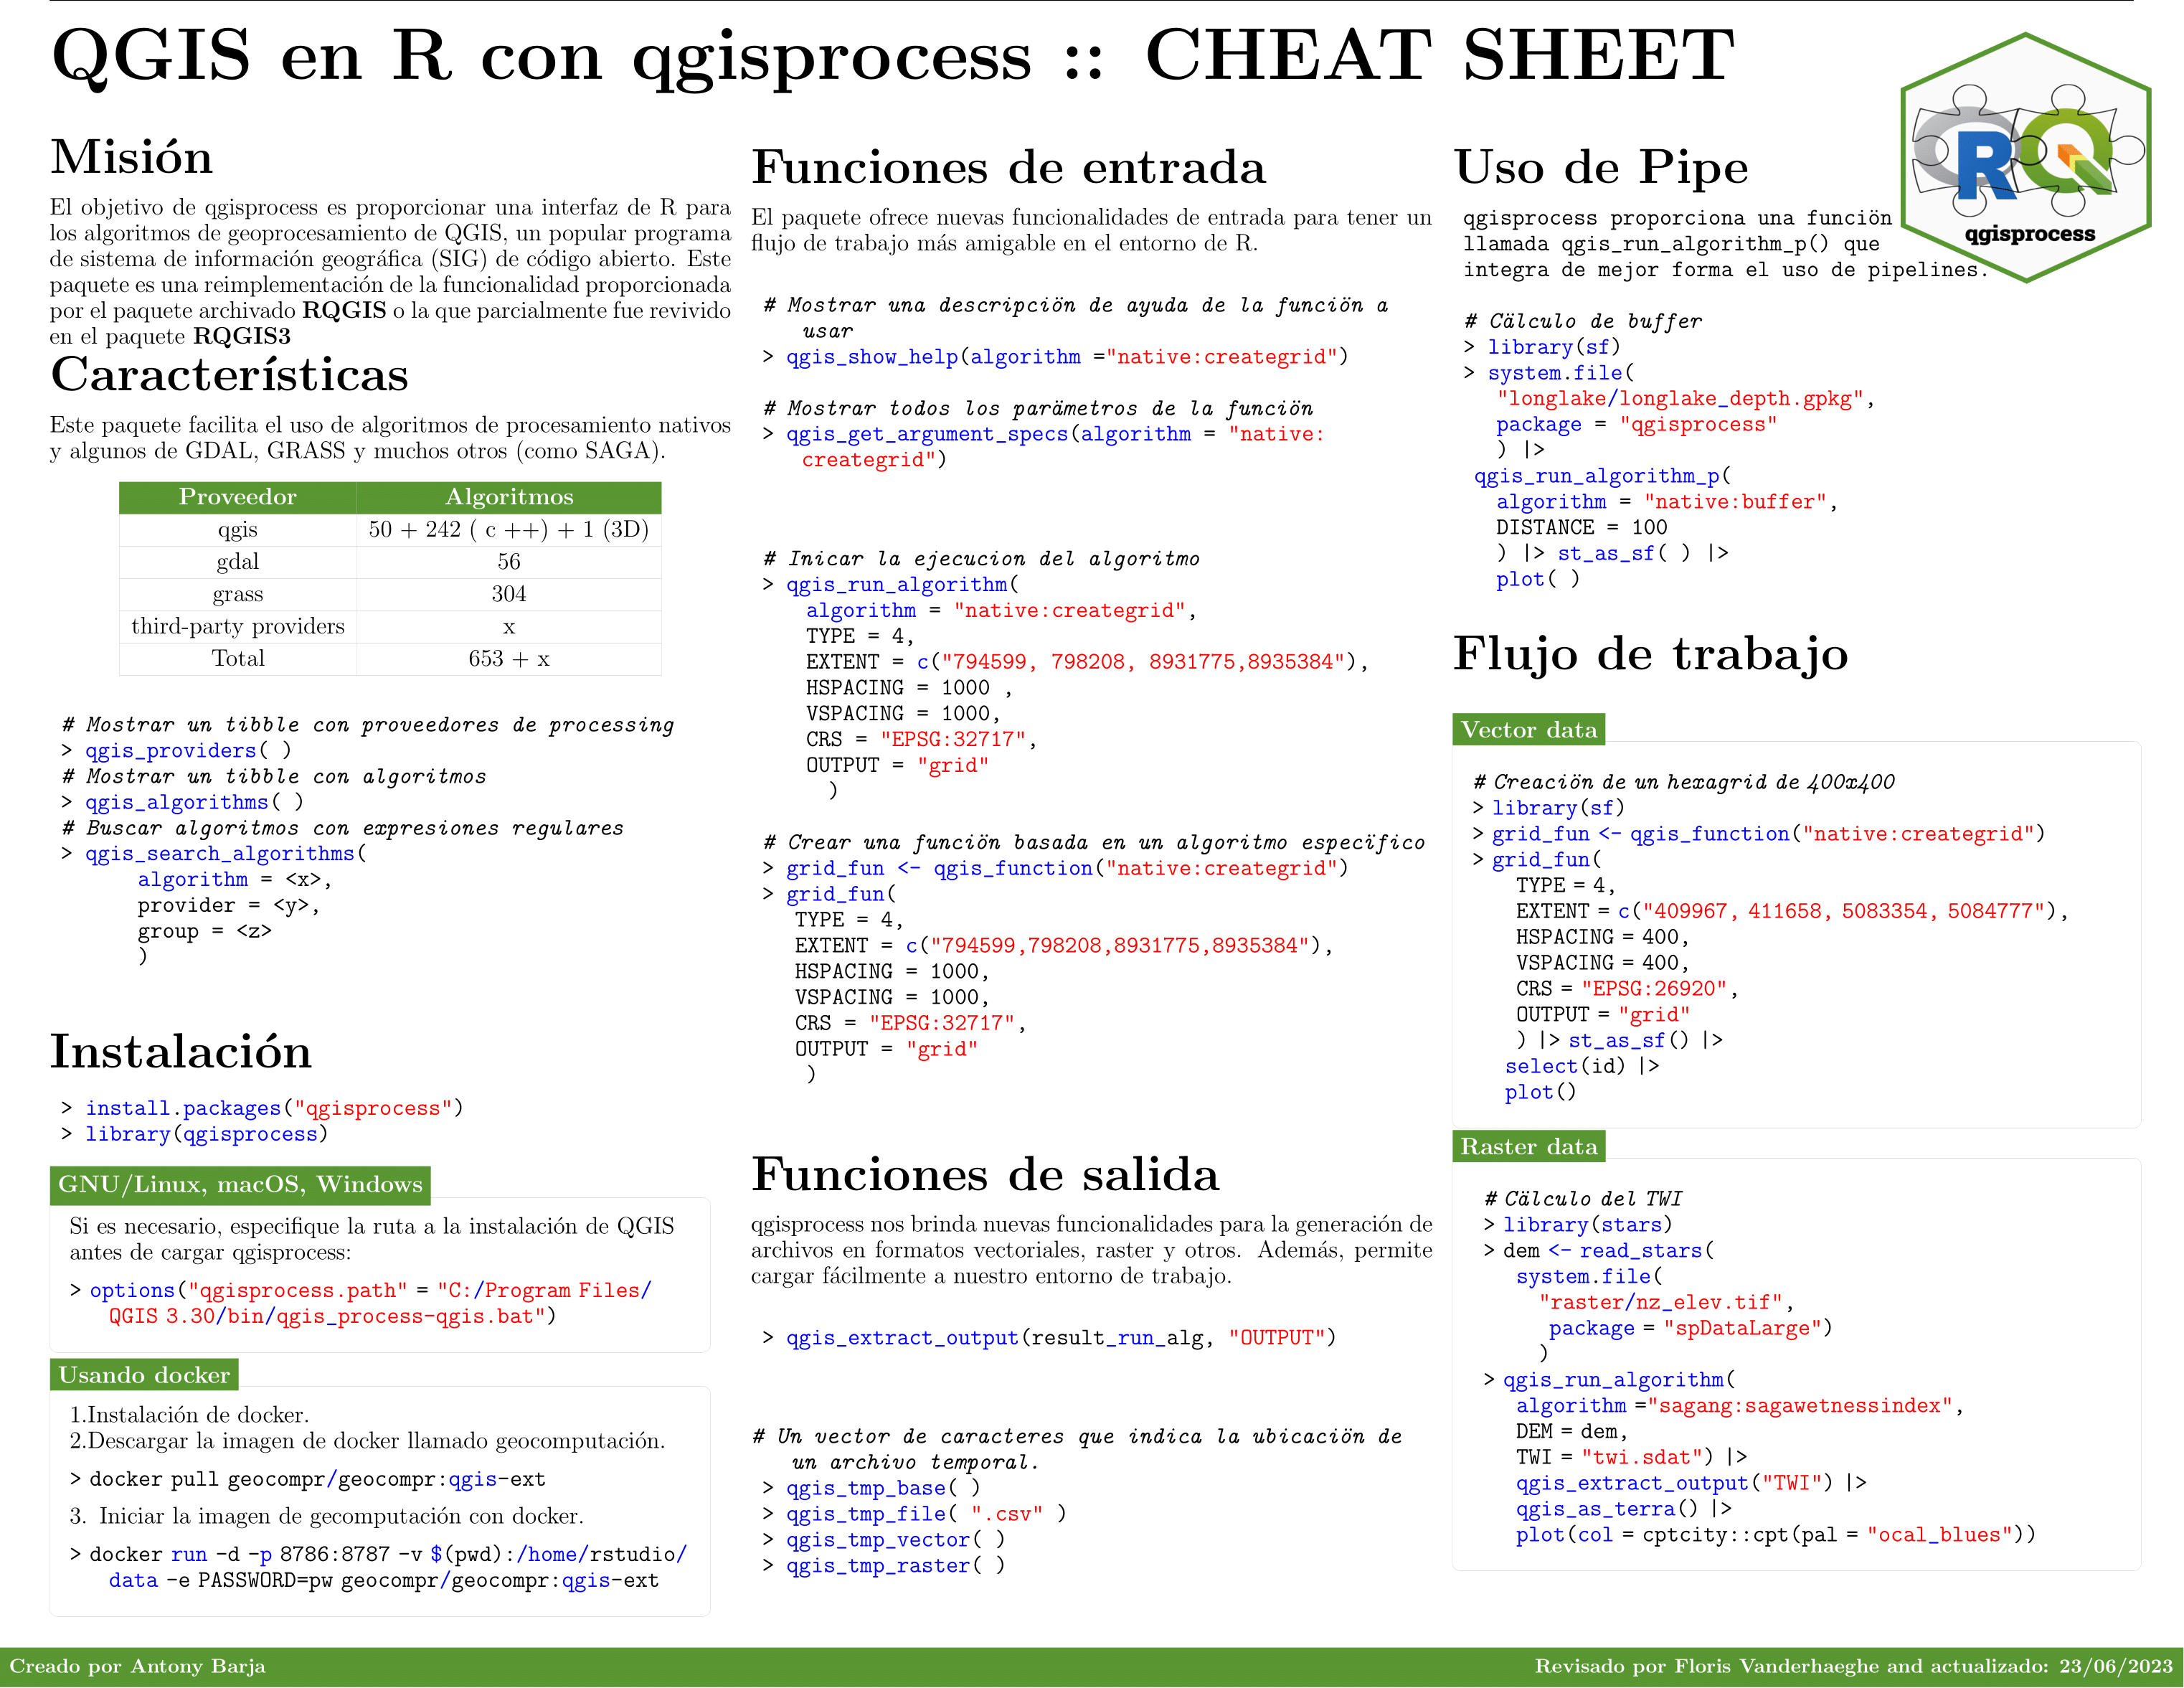 QGIS en R con qgisprocess :: CHEAT SHEET
Misión
El objetivo de qgisprocess es proporcionar una interfaz de R para
los algoritmos de geoprocesamiento de QGIS, un popular programa
de sistema de información geográfica (SIG) de código abierto. Este
paquete es una reimplementación de la funcionalidad proporcionada
por el paquete archivado RQGIS o la que parcialmente fue revivido
en el paquete RQGIS3
Características
Este paquete facilita el uso de algoritmos de procesamiento nativos
y algunos de GDAL, GRASS y muchos otros (como SAGA).
Proveedor Algoritmos
qgis 50 + 242 ( c ++) + 1 (3D)
gdal 56
grass 304
third-party providers x
Total 653 + x
# Mostrar un tibble con proveedores de processing
> qgis_providers( )
# Mostrar un tibble con algoritmos
> qgis_algorithms( )
# Buscar algoritmos con expresiones regulares
> qgis_search_algorithms(
algorithm = <x>,
provider = <y>,
group = <z>
)
Instalación
> install.packages("qgisprocess")
> library(qgisprocess)
GNU/Linux, macOS, Windows
Si es necesario, especifique la ruta a la instalación de QGIS
antes de cargar qgisprocess:
> options("qgisprocess.path" = "C:/Program Files/
QGIS 3.30/bin/qgis_process-qgis.bat")
Usando docker
1.Instalación de docker.
2.Descargar la imagen de docker llamado geocomputación.
> docker pull geocompr/geocompr:qgis-ext
3. Iniciar la imagen de gecomputación con docker.
> docker run -d -p 8786:8787 -v $(pwd):/home/rstudio/
data -e PASSWORD=pw geocompr/geocompr:qgis-ext
Funciones de entrada
El paquete ofrece nuevas funcionalidades de entrada para tener un
flujo de trabajo más amigable en el entorno de R.
# Mostrar una descripciön de ayuda de la funciön a
usar
> qgis_show_help(algorithm ="native:creategrid")
# Mostrar todos los parämetros de la funciön
> qgis_get_argument_specs(algorithm = "native:
creategrid")
# Inicar la ejecucion del algoritmo
> qgis_run_algorithm(
algorithm = "native:creategrid",
TYPE = 4,
EXTENT = c("794599, 798208, 8931775,8935384"),
HSPACING = 1000 ,
VSPACING = 1000,
CRS = "EPSG:32717",
OUTPUT = "grid"
)
# Crear una funciön basada en un algoritmo especïfico
> grid_fun <- qgis_function("native:creategrid")
> grid_fun(
TYPE = 4,
EXTENT = c("794599,798208,8931775,8935384"),
HSPACING = 1000,
VSPACING = 1000,
CRS = "EPSG:32717",
OUTPUT = "grid"
)
Funciones de salida
qgisprocess nos brinda nuevas funcionalidades para la generación de
archivos en formatos vectoriales, raster y otros. Además, permite
cargar fácilmente a nuestro entorno de trabajo.
> qgis_extract_output(result_run_alg, "OUTPUT")
# Un vector de caracteres que indica la ubicaciön de
un archivo temporal.
> qgis_tmp_base( )
> qgis_tmp_file( ".csv" )
> qgis_tmp_vector( )
> qgis_tmp_raster( )
Uso de Pipe
qgisprocess proporciona una funciön
llamada qgis_run_algorithm_p() que
integra de mejor forma el uso de pipelines.
# Cälculo de buffer
> library(sf)
> system.file(
"longlake/longlake_depth.gpkg",
package = "qgisprocess"
) |>
qgis_run_algorithm_p(
algorithm = "native:buffer",
DISTANCE = 100
) |> st_as_sf( ) |>
plot( )
qgisprocess
Flujo de trabajo
Vector data
# Creaciön de un hexagrid de 400x400
> library(sf)
> grid_fun <- qgis_function("native:creategrid")
> grid_fun(
TYPE = 4,
EXTENT = c("409967, 411658, 5083354, 5084777"),
HSPACING = 400,
VSPACING = 400,
CRS = "EPSG:26920",
OUTPUT = "grid"
) |> st_as_sf() |>
select(id) |>
plot()
Raster data
# Cälculo del TWI
> library(stars)
> dem <- read_stars(
system.file(
"raster/nz_elev.tif",
package = "spDataLarge")
)
> qgis_run_algorithm(
algorithm ="sagang:sagawetnessindex",
DEM = dem,
TWI = "twi.sdat") |>
qgis_extract_output("TWI") |>
qgis_as_terra() |>
plot(col = cptcity::cpt(pal = "ocal_blues"))
Creado por Antony Barja
Revisado por Floris Vanderhaeghe and actualizado: 23/06/2023